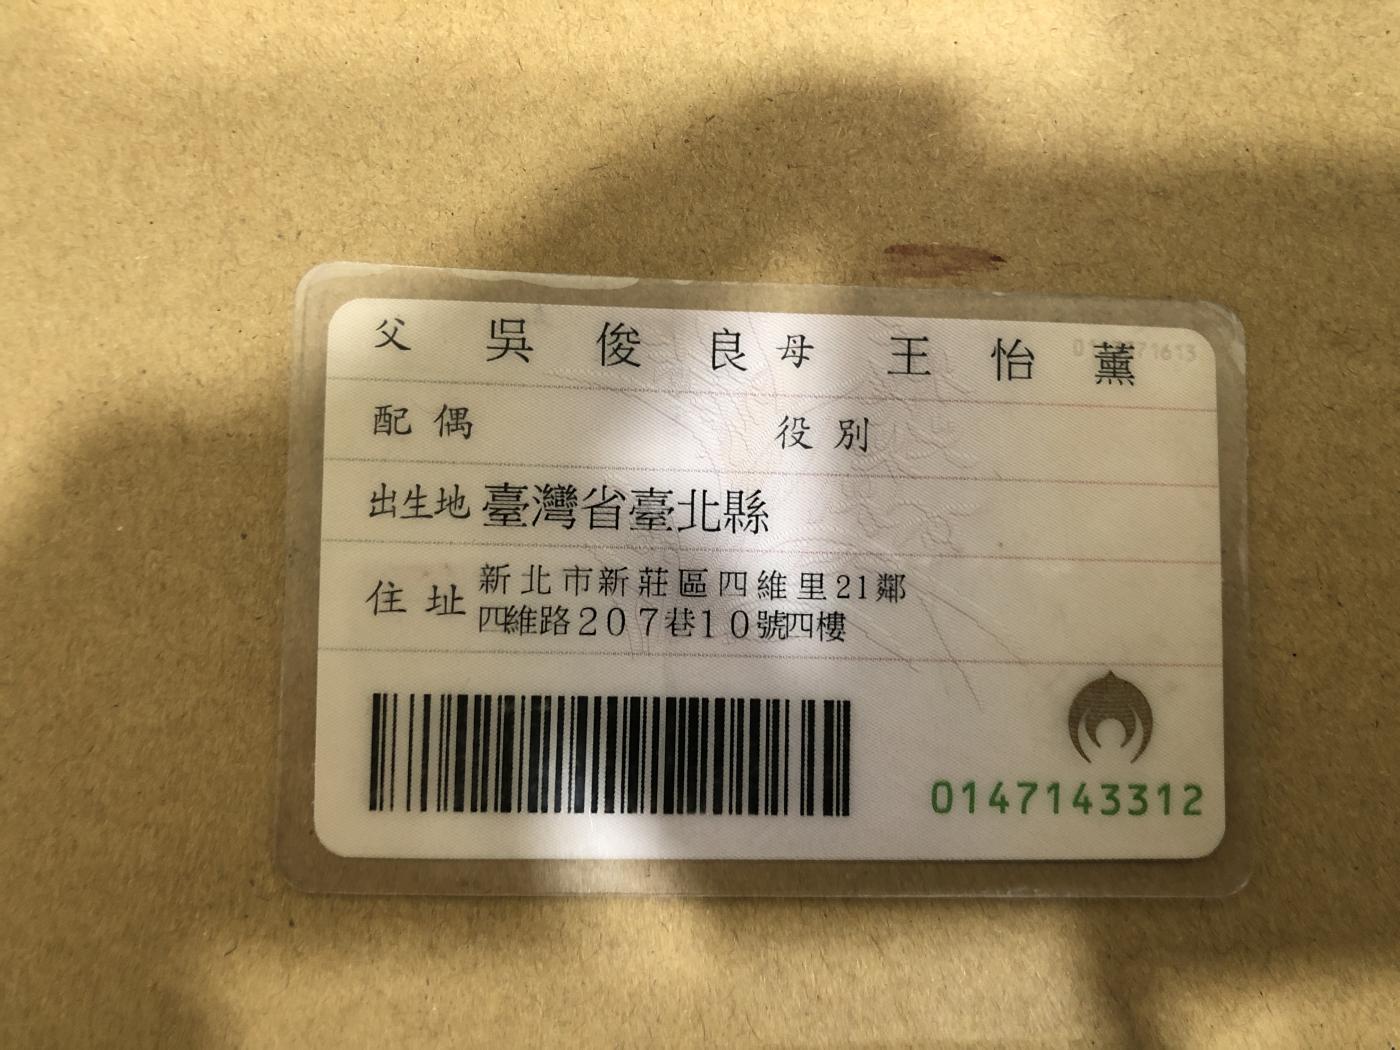 父 吳俊良 母 王怡薰
配偶 役別
出生地 臺灣省臺北縣
住址 新北市新莊區四維里21鄰
四維路207巷10號四樓
0147143312